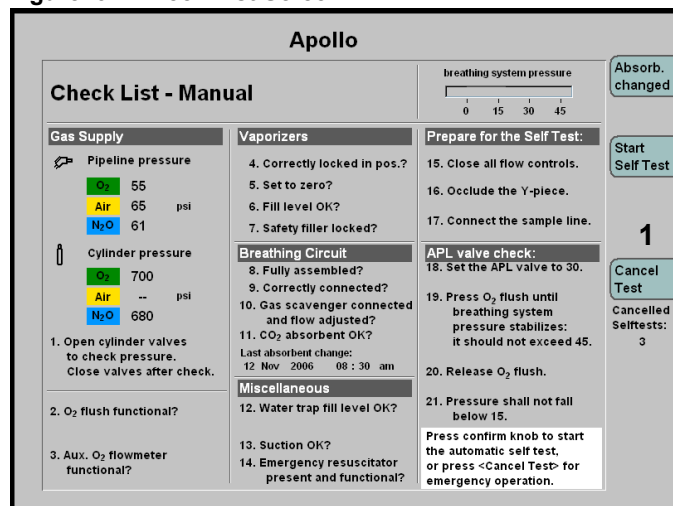 Apollo
Check List - Manual
breathing system pressure
0 15 30 45
Absorb.
changed
Start
Self Test
1
Cancel
Test
Cancelled
Selftests:
3
Gas Supply
Pipeline pressure
O₂ 55
Air 65 psi
N₂O 61
Cylinder pressure
O₂ 700
Air -- psi
N₂O 680
1. Open cylinder valves
to check pressure.
Close valves after check.
2. O₂ flush functional?
3. Aux. O₂ flowmeter
functional?
Vaporizers
4. Correctly locked in pos.?
5. Set to zero?
6. Fill level OK?
7. Safety filler locked?
Breathing Circuit
8. Fully assembled?
9. Correctly connected?
10. Gas scavenger connected
and flow adjusted?
11. CO₂ absorbent OK?
Last absorbent change:
12 Nov 2006 08 : 30 am
Miscellaneous
12. Water trap fill level OK?
13. Suction OK?
14. Emergency resuscitator
present and functional?
Prepare for the Self Test:
15. Close all flow controls.
16. Occlude the Y-piece.
17. Connect the sample line.
APL valve check:
18. Set the APL valve to 30.
19. Press O₂ flush until
breathing system
pressure stabilizes:
it should not exceed 45.
20. Release O₂ flush.
21. Pressure shall not fall
below 15.
Press confirm knob to start
the automatic self test,
or press <Cancel Test> for
emergency operation.